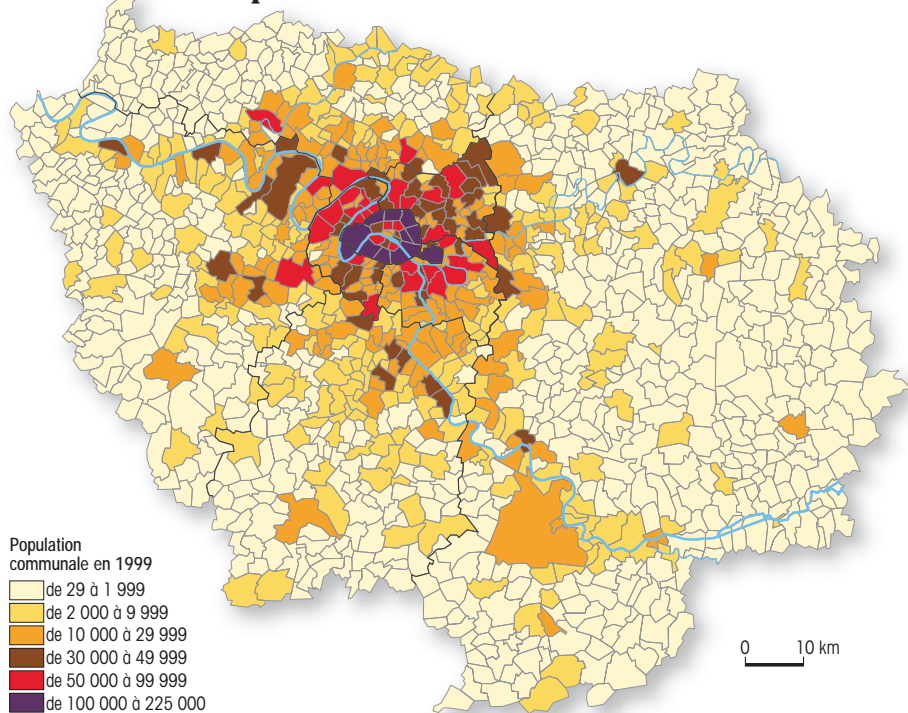 Population
communale en 1999
de 29 à 1 999
de 2 000 à 9 999
de 10 000 à 29 999
de 30 000 à 49 999
de 50 000 à 99 999
de 100 000 à 225 000
0 10 km